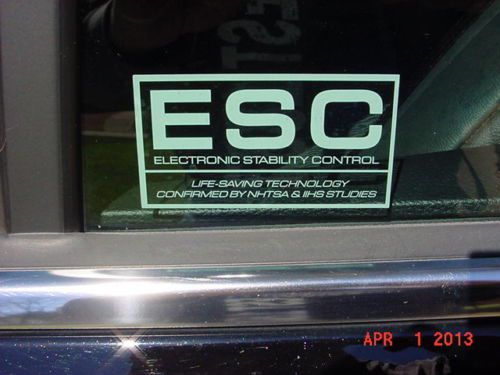 ESC
ELECTRONIC STABILITY CONTROL
LIFE-SAVING TECHNOLOGY
CONFIRMED BY NHTSA & IIHS STUDIES
APR 1 2013